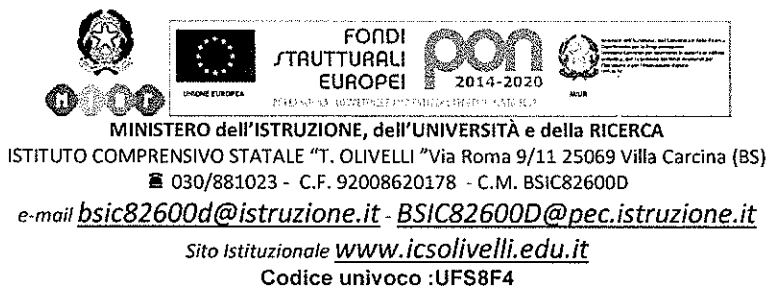 FONDI
STRUTTURALI
EUROPEI
pon
2014-2020
UNIONE EUROPEA
MIUR
MINISTERO dell'ISTRUZIONE, dell'UNIVERSITÀ e della RICERCA
ISTITUTO COMPRENSIVO STATALE "T. OLIVELLI "Via Roma 9/11 25069 Villa Carcina (BS)
☎ 030/881023 - C.F. 92008620178 - C.M. BSIC82600D
e-mail bsic82600d@istruzione.it - BSIC82600D@pec.istruzione.it
Sito Istituzionale www.icsolivelli.edu.it
Codice univoco :UFS8F4